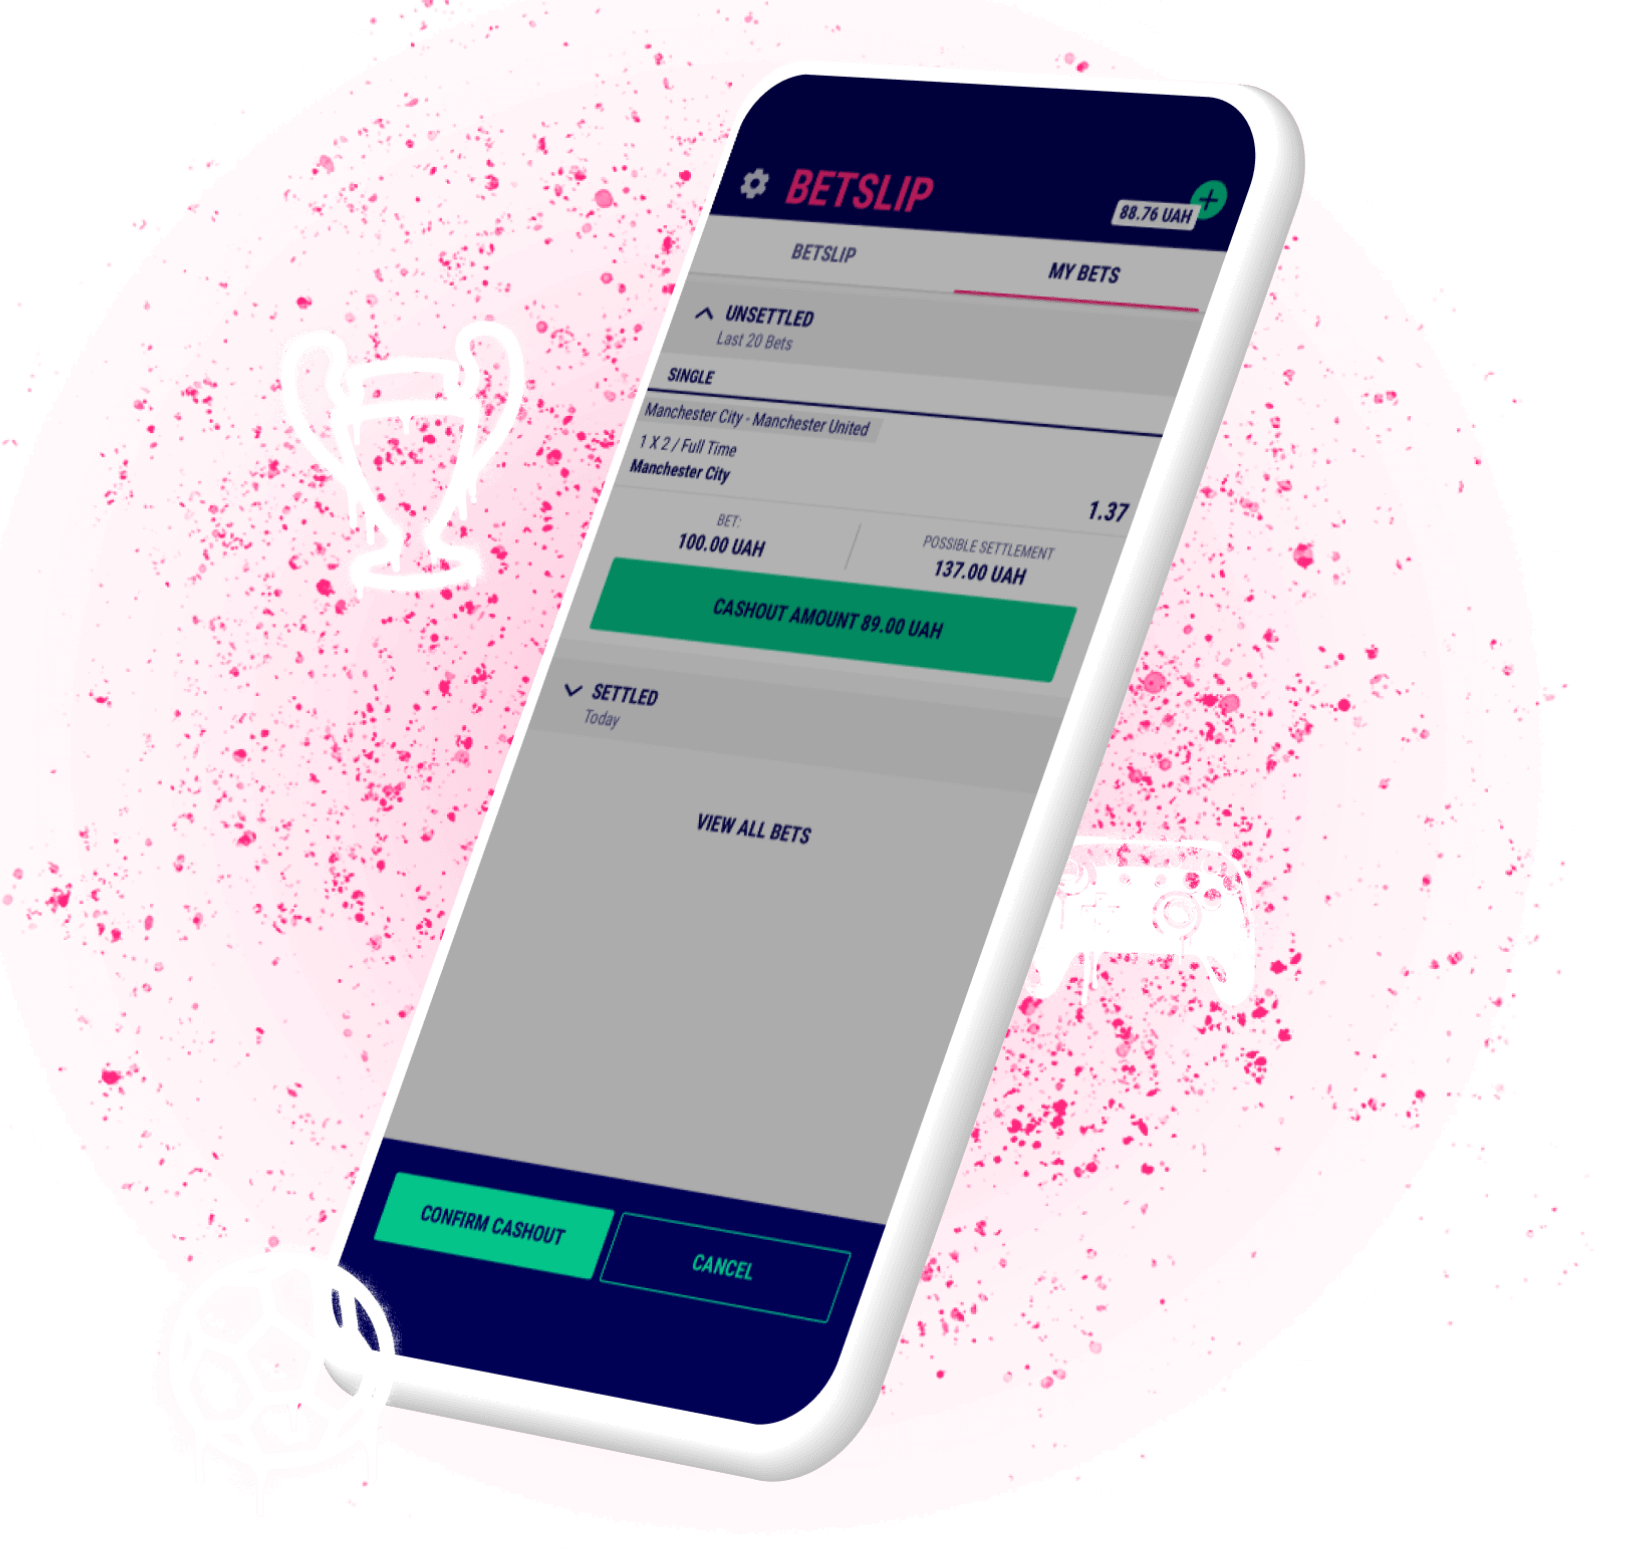 BETSLIP
88.76 UAH
BETSLIP
MY BETS
UNSETTLED
Last 20 Bets
SINGLE
Manchester City - Manchester United
1 X 2 / Full Time
Manchester City
1.37
BET:
100.00 UAH
POSSIBLE SETTLEMENT
137.00 UAH
CASHOUT AMOUNT 89.00 UAH
SETTLED
Today
VIEW ALL BETS
CONFIRM CASHOUT
CANCEL